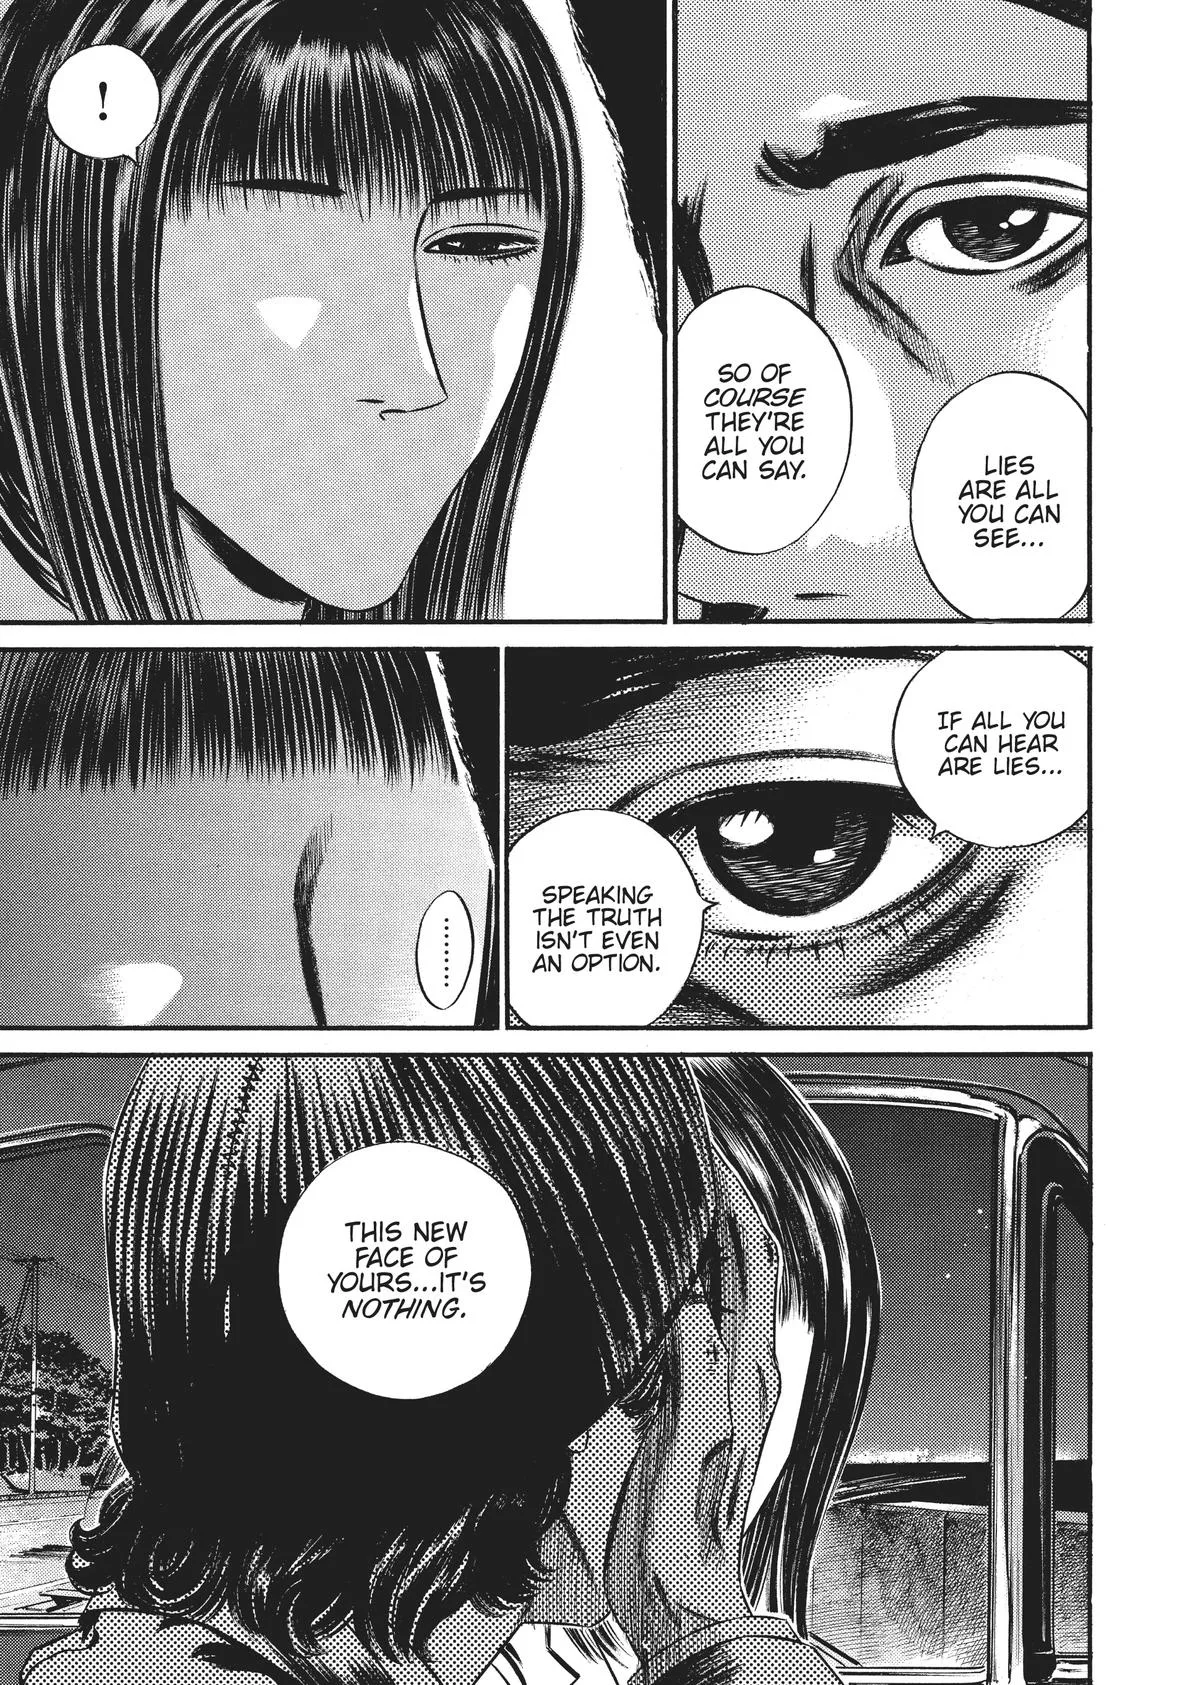 LIES
ARE ALL
YOU CAN
SEE...
SO OF
COURSE
THEY'RE
ALL YOU
CAN SAY.
!
IF ALL YOU
CAN HEAR
ARE LIES...
SPEAKING
THE TRUTH
ISN'T EVEN
AN OPTION.
.........
THIS NEW
FACE OF
YOURS...IT'S
NOTHING.